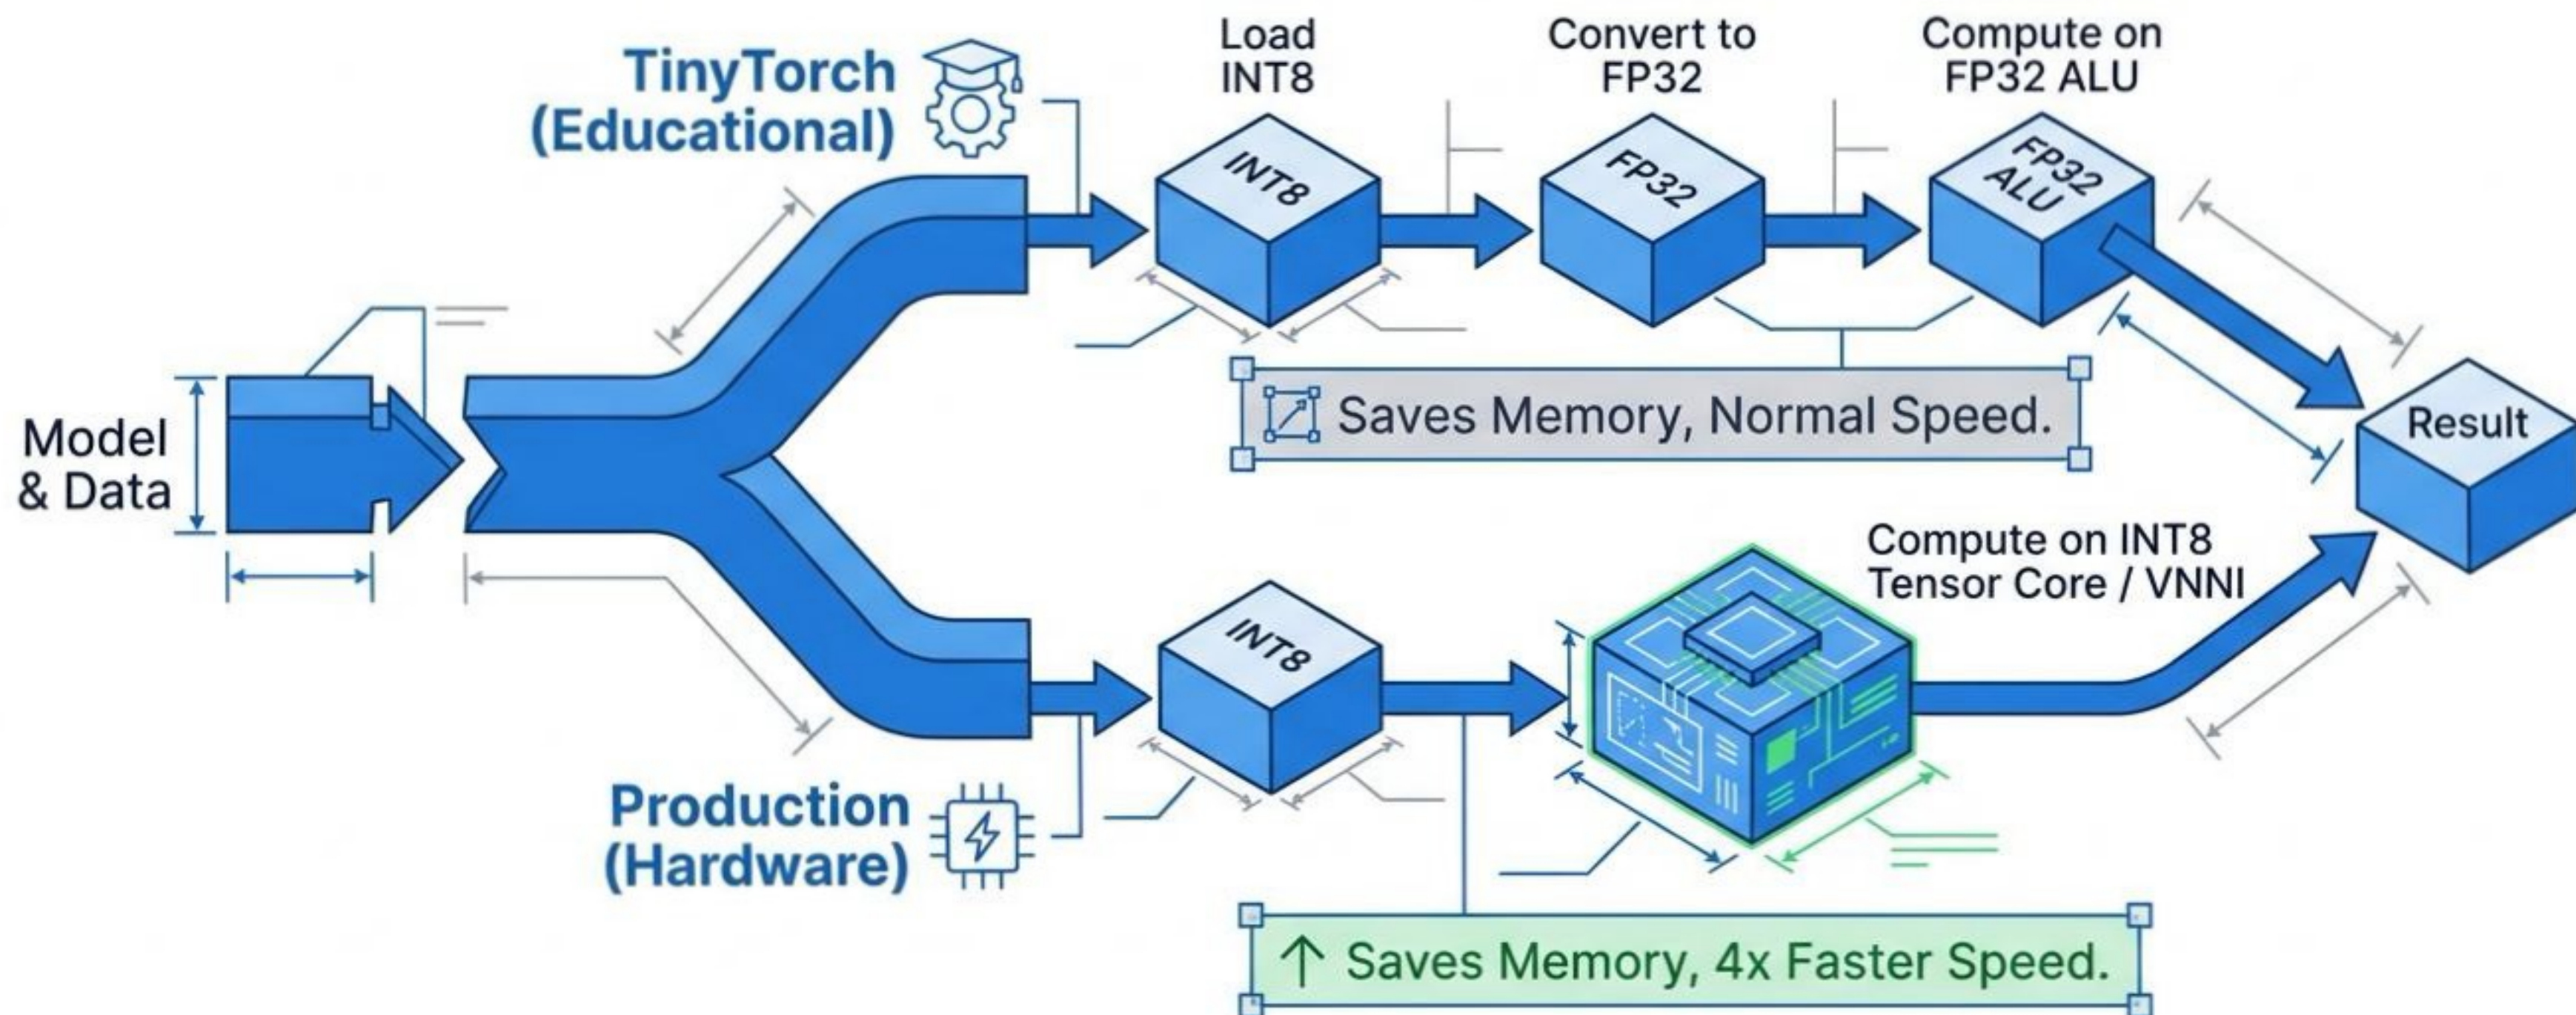 TinyTorch
(Educational)
Load
INT8
Convert to
FP32
Compute on
FP32 ALU
INT8
FP32
FP32
ALU
Model
& Data
Saves Memory, Normal Speed.
Result
Compute on INT8
Tensor Core / VNNI
INT8
Production
(Hardware)
↑ Saves Memory, 4x Faster Speed.